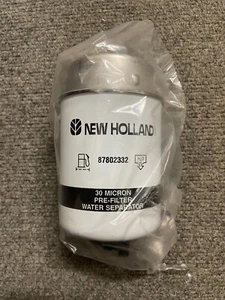 NEW HOLLAND
87802332
30 MICRON
PRE-FILTER
WATER SEPARATOR